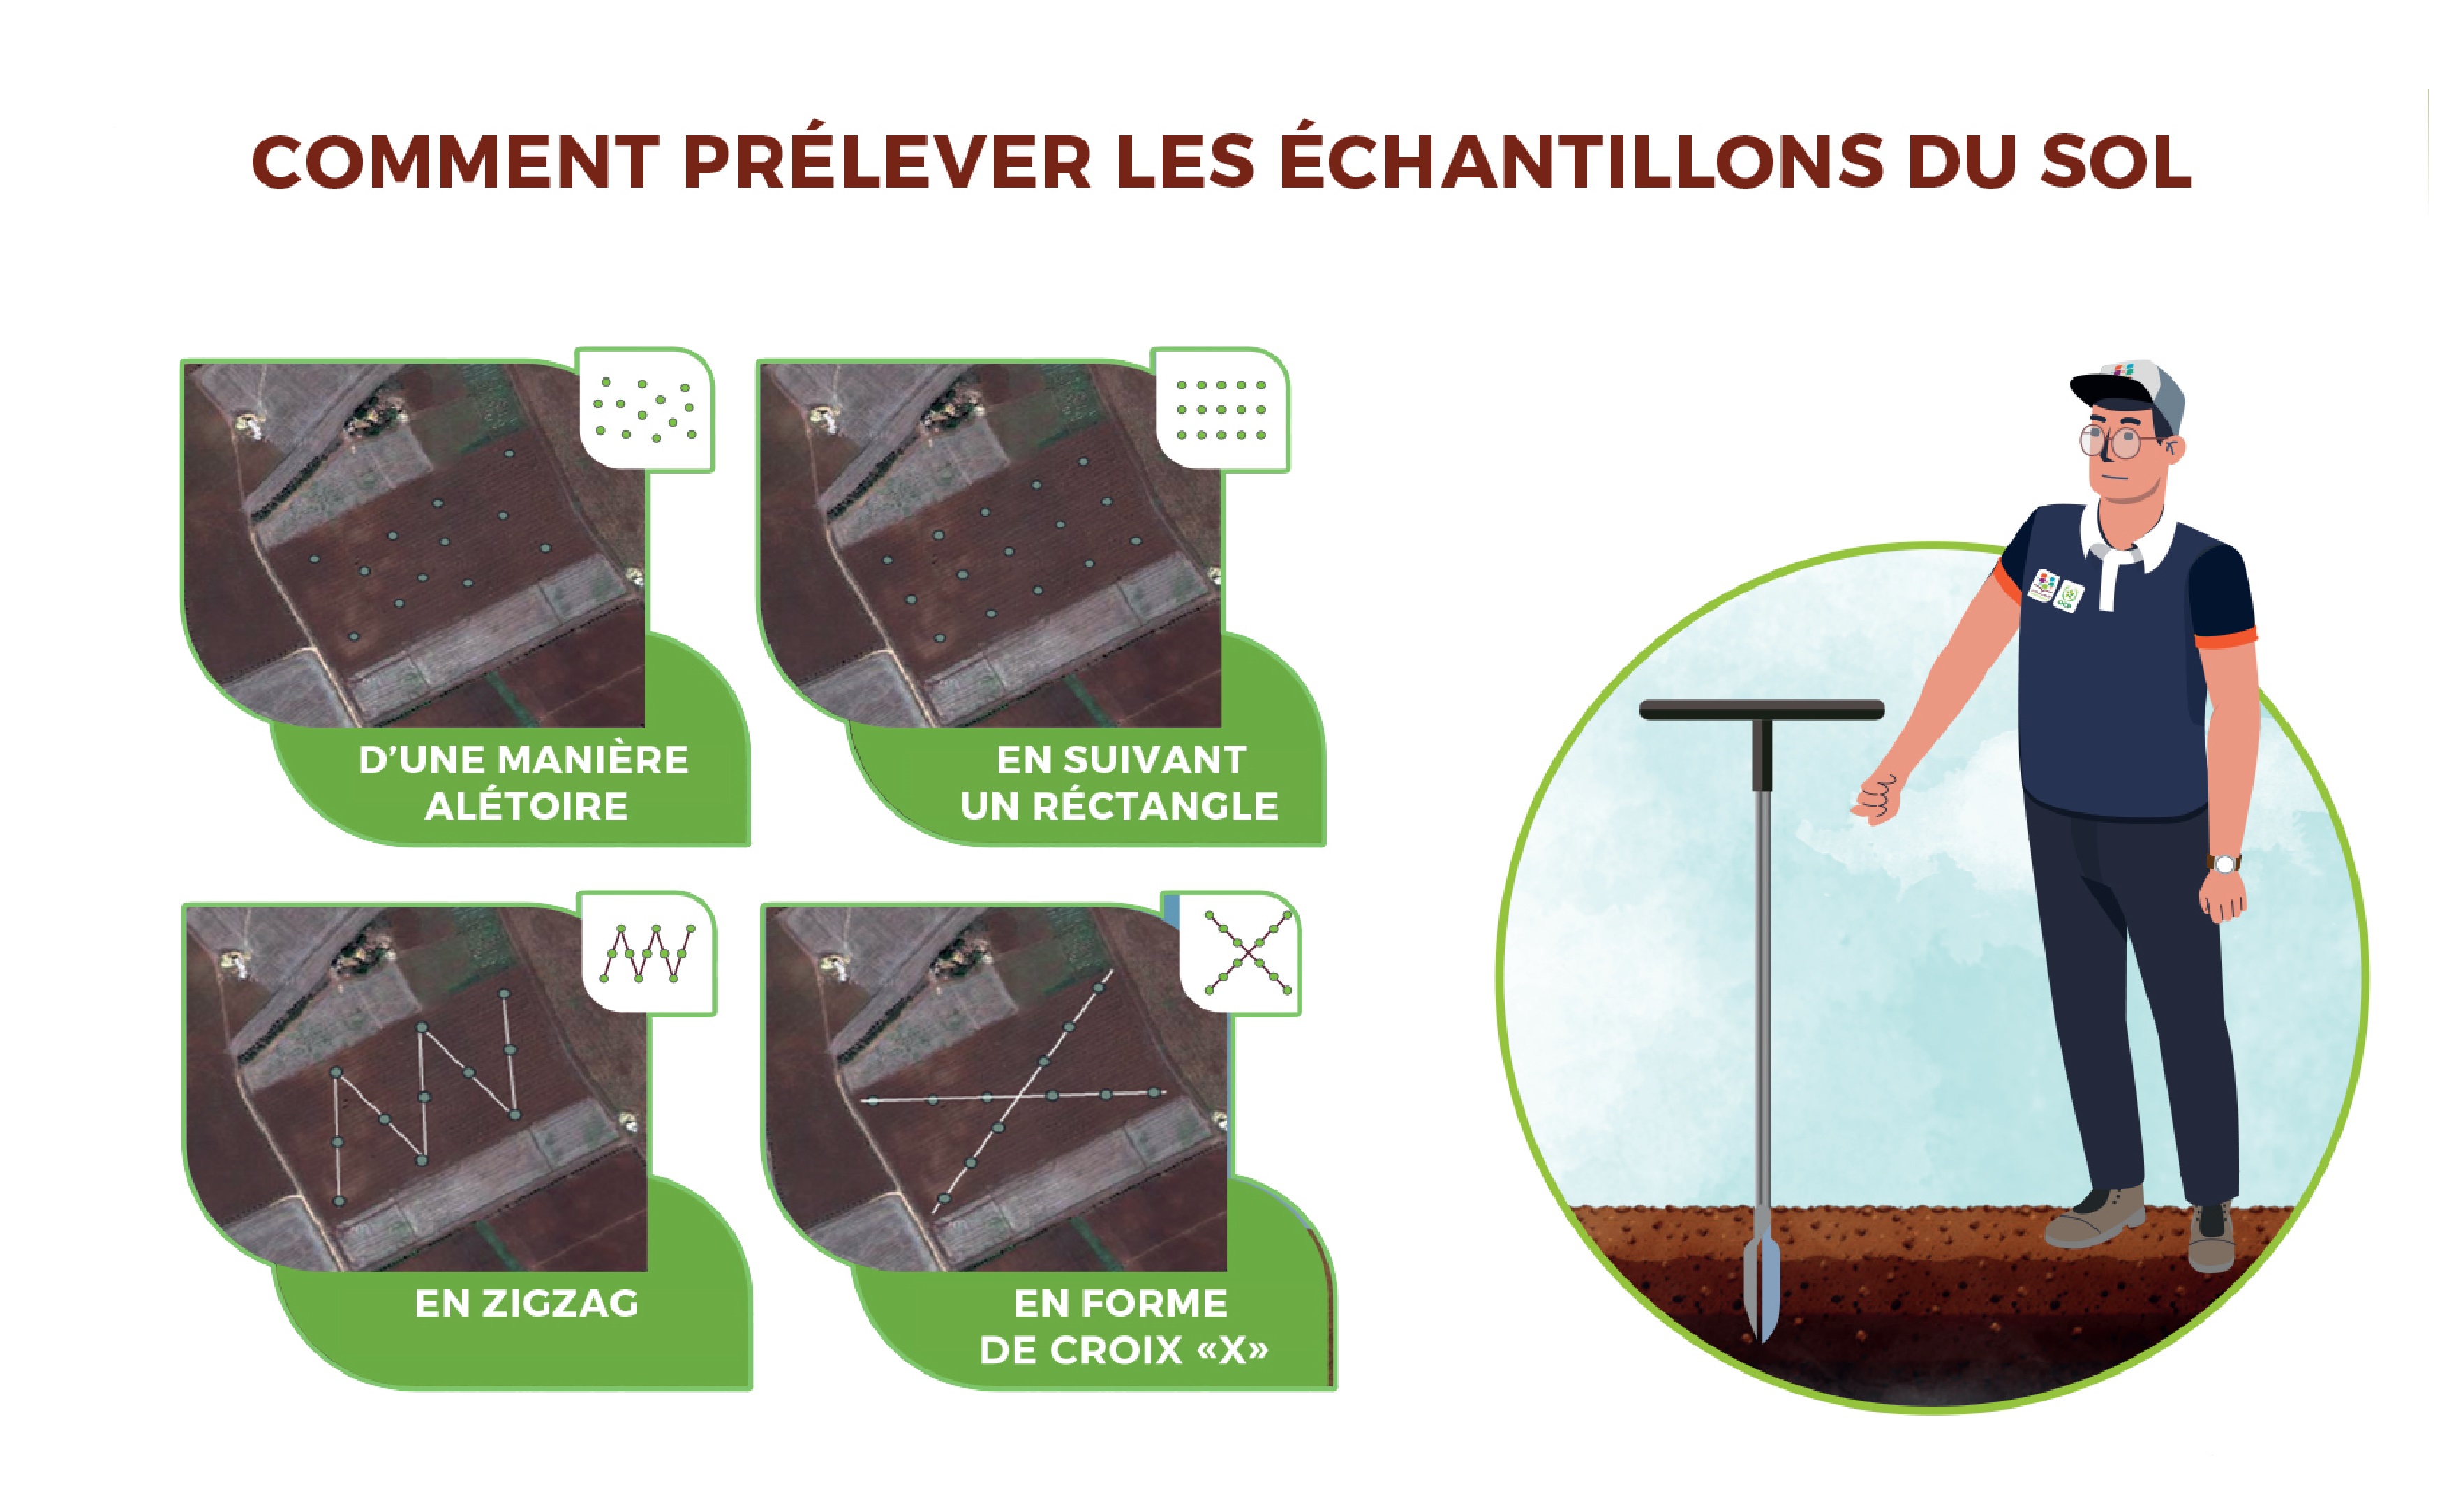 COMMENT PRÉLEVER LES ÉCHANTILLONS DU SOL
D'UNE MANIÈRE
ALÉTOIRE
EN SUIVANT
UN RÉCTANGLE
EN ZIGZAG
EN FORME
DE CROIX «X»
OCP